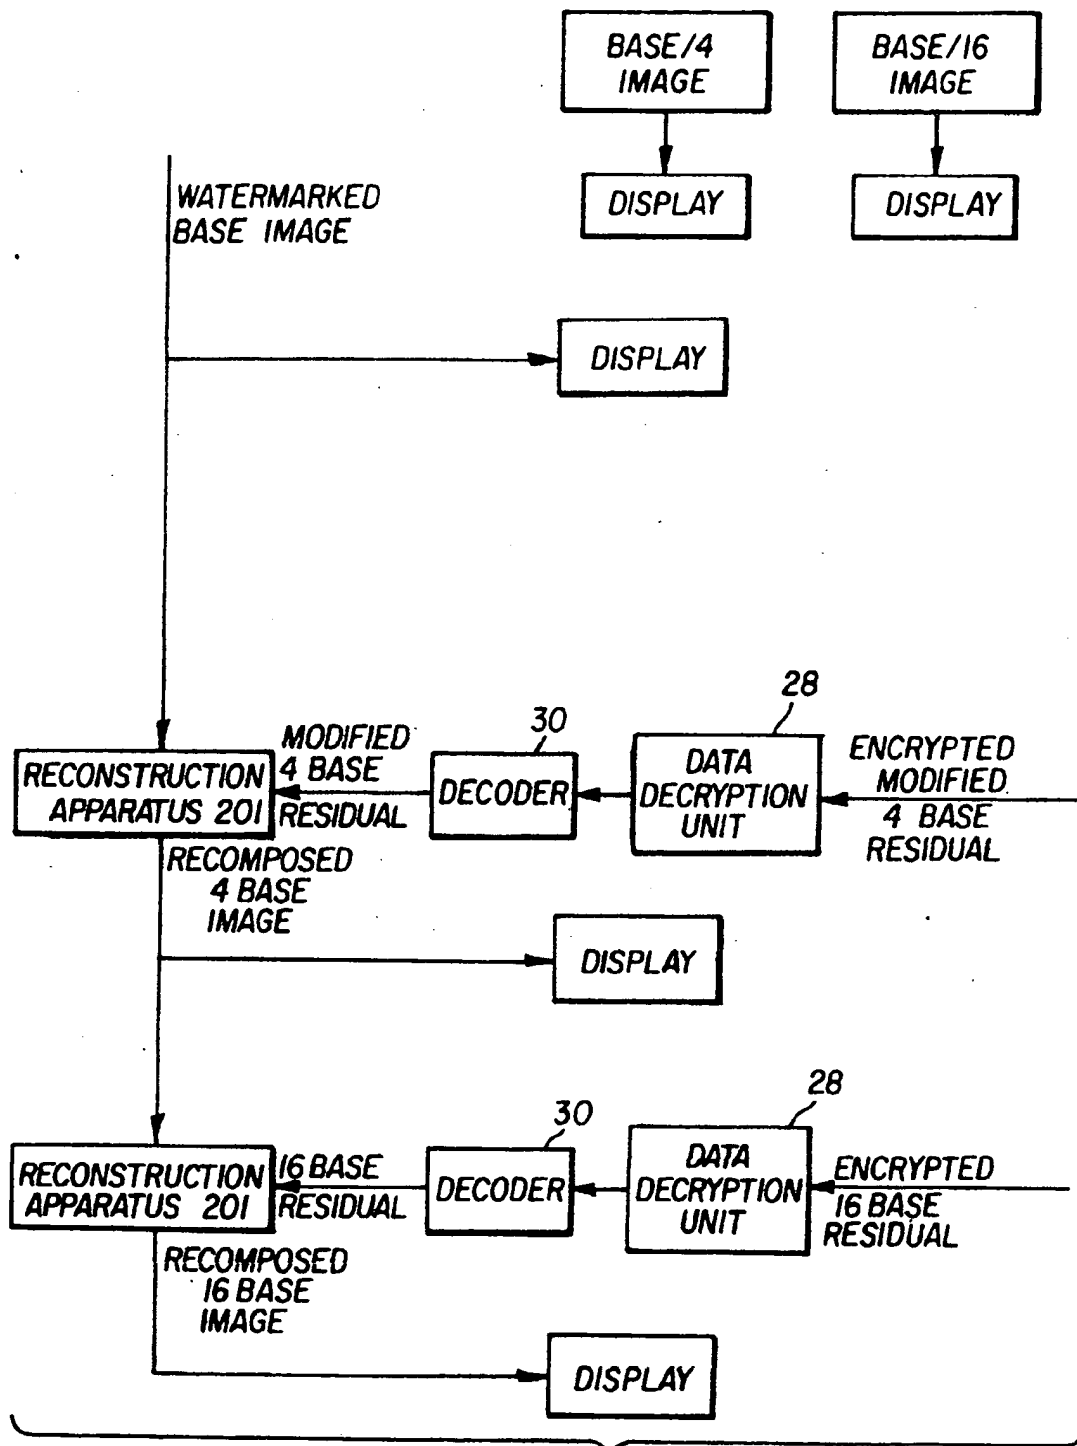 BASE/4
IMAGE
BASE/16
IMAGE
DISPLAY
DISPLAY
WATERMARKED
BASE IMAGE
DISPLAY
28
30
MODIFIED
4 BASE
RESIDUAL
RECONSTRUCTION
APPARATUS 201
DECODER
DATA
DECRYPTION
UNIT
ENCRYPTED
MODIFIED
4 BASE
RESIDUAL
RECOMPOSED
4 BASE
IMAGE
DISPLAY
28
30
RECONSTRUCTION
APPARATUS 201
16 BASE
RESIDUAL
DECODER
DATA
DECRYPTION
UNIT
ENCRYPTED
16 BASE
RESIDUAL
RECOMPOSED
16 BASE
IMAGE
DISPLAY